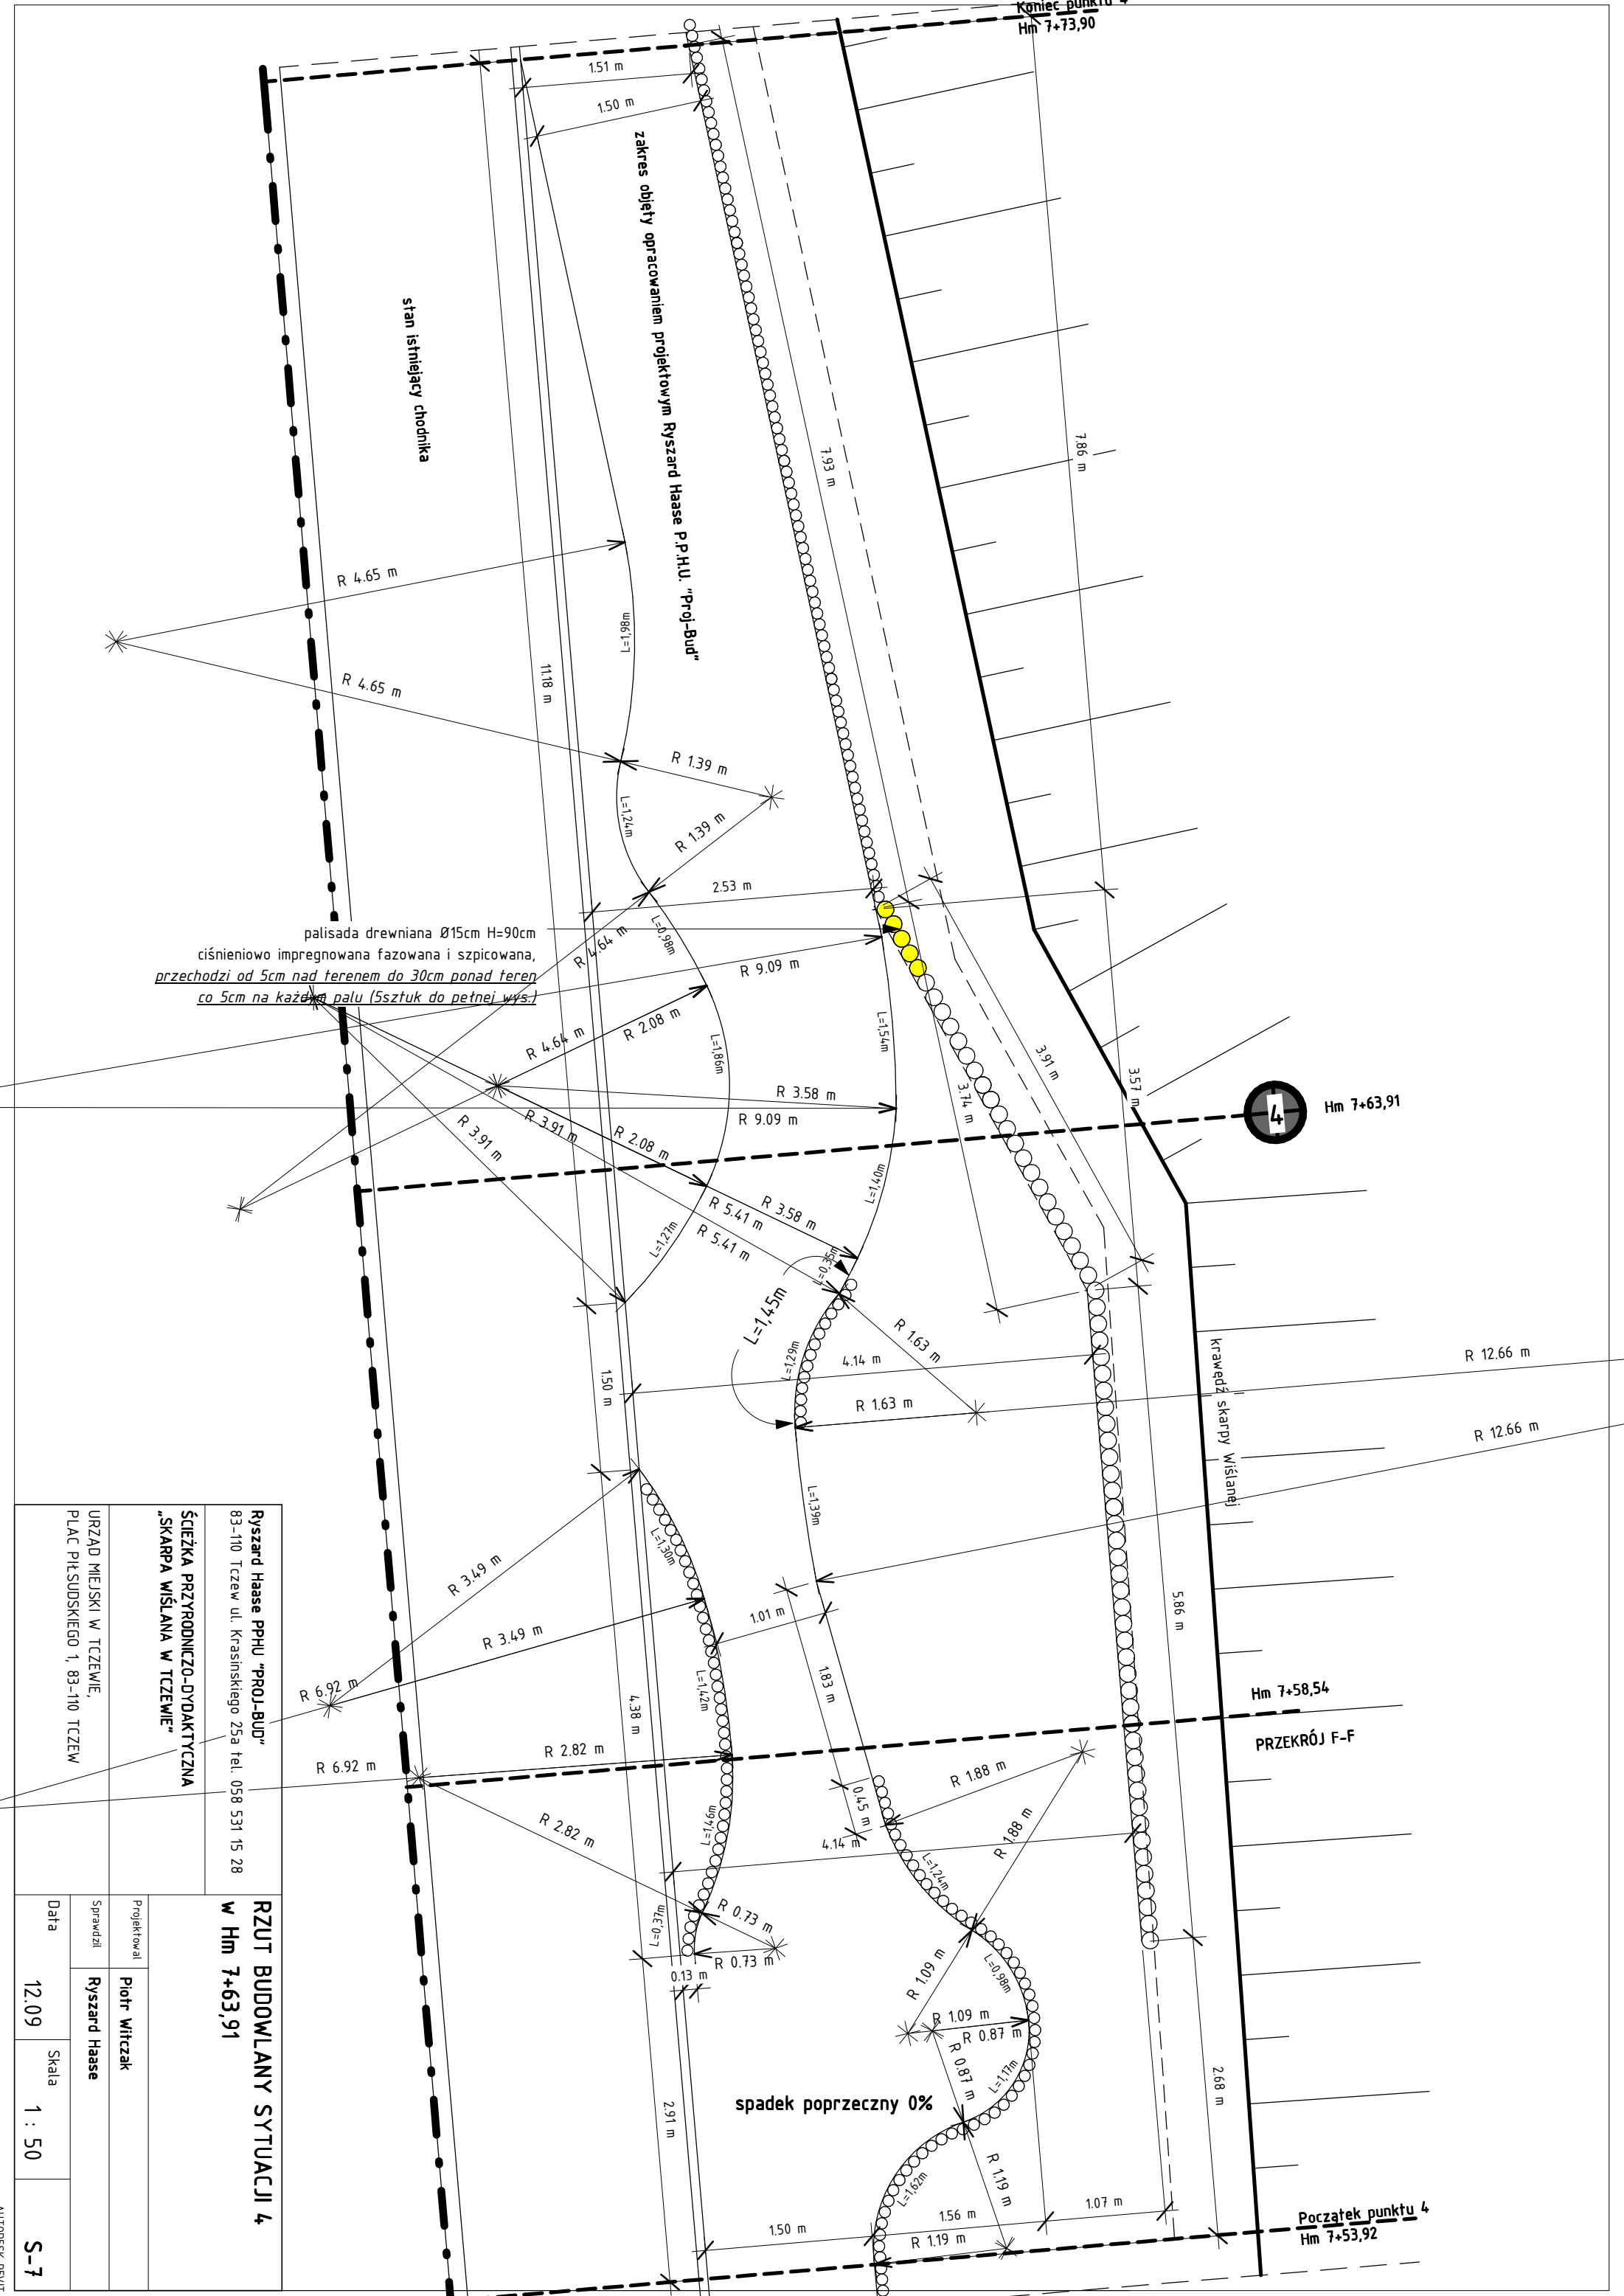 Koniec punktu 4
Hm 7+73,90
1.51 m
1.50 m
zakres objęty opracowaniem projektowym Ryszard Haase P.P.H.U. "Proj-Bud"
stan istniejący chodnika
7.93 m
7.86 m
R 4.65 m
L=1,98m
11.18 m
R 4.65 m
R 1.39 m
L=1,24m
R 1.39 m
2.53 m
palisada drewniana Ø15cm H=90cm
ciśnieniowo impregnowana fazowana i szpicowana,
przechodzi od 5cm nad terenem do 30cm ponad teren
co 5cm na każdym palu (5sztuk do pełnej wys.)
R 4.64 m
L=0,98m
R 9.09 m
R 4.64 m
R 2.08 m
L=1,86m
L=1,54m
3.91 m
3.57 m
3.74 m
R 3.58 m
R 9.09 m
4
Hm 7+63,91
R 3.91 m
R 3.91 m
R 2.08 m
L=1,40m
R 5.41 m
R 3.58 m
R 5.41 m
L=1,27m
L=0,35m
L=1,45m
R 1.63 m
L=1,29m
4.14 m
R 1.63 m
1.50 m
krawędź skarpy Wiślanej
R 12.66 m
R 12.66 m
L=1,39m
L=1,30m
R 3.49 m
R 3.49 m
1.01 m
5.86 m
R 6.92 m
L=1,42m
4.38 m
1.83 m
Hm 7+58,54
PRZEKRÓJ F-F
R 6.92 m
R 2.82 m
R 1.88 m
R 2.82 m
L=1,46m
0.45 m
4.14 m
R 1.88 m
L=1,24m
L=0,37m
R 0.73 m
R 0.73 m
0.13 m
L=0,98m
R 1.09 m
R 1.09 m
R 0.87 m
R 0.87 m
L=1,17m
2.68 m
spadek poprzeczny 0%
2.91 m
R 1.19 m
L=1,62m
1.50 m
1.56 m
1.07 m
R 1.19 m
Początek punktu 4
Hm 7+53,92
Ryszard Haase PPHU "PROJ-BUD"
83-110 Tczew ul. Krasinskiego 25a tel. 058 531 15 28
ŚCIEŻKA PRZYRODNICZO-DYDAKTYCZNA
„SKARPA WIŚLANA W TCZEWIE"
URZĄD MIEJSKI W TCZEWIE,
PLAC PIŁSUDSKIEGO 1, 83-110 TCZEW
RZUT BUDOWLANY SYTUACJI 4
w Hm 7+63,91
Projektował
Piotr Witczak
Sprawdził
Ryszard Haase
Data
12.09
Skala
1 : 50
S-7